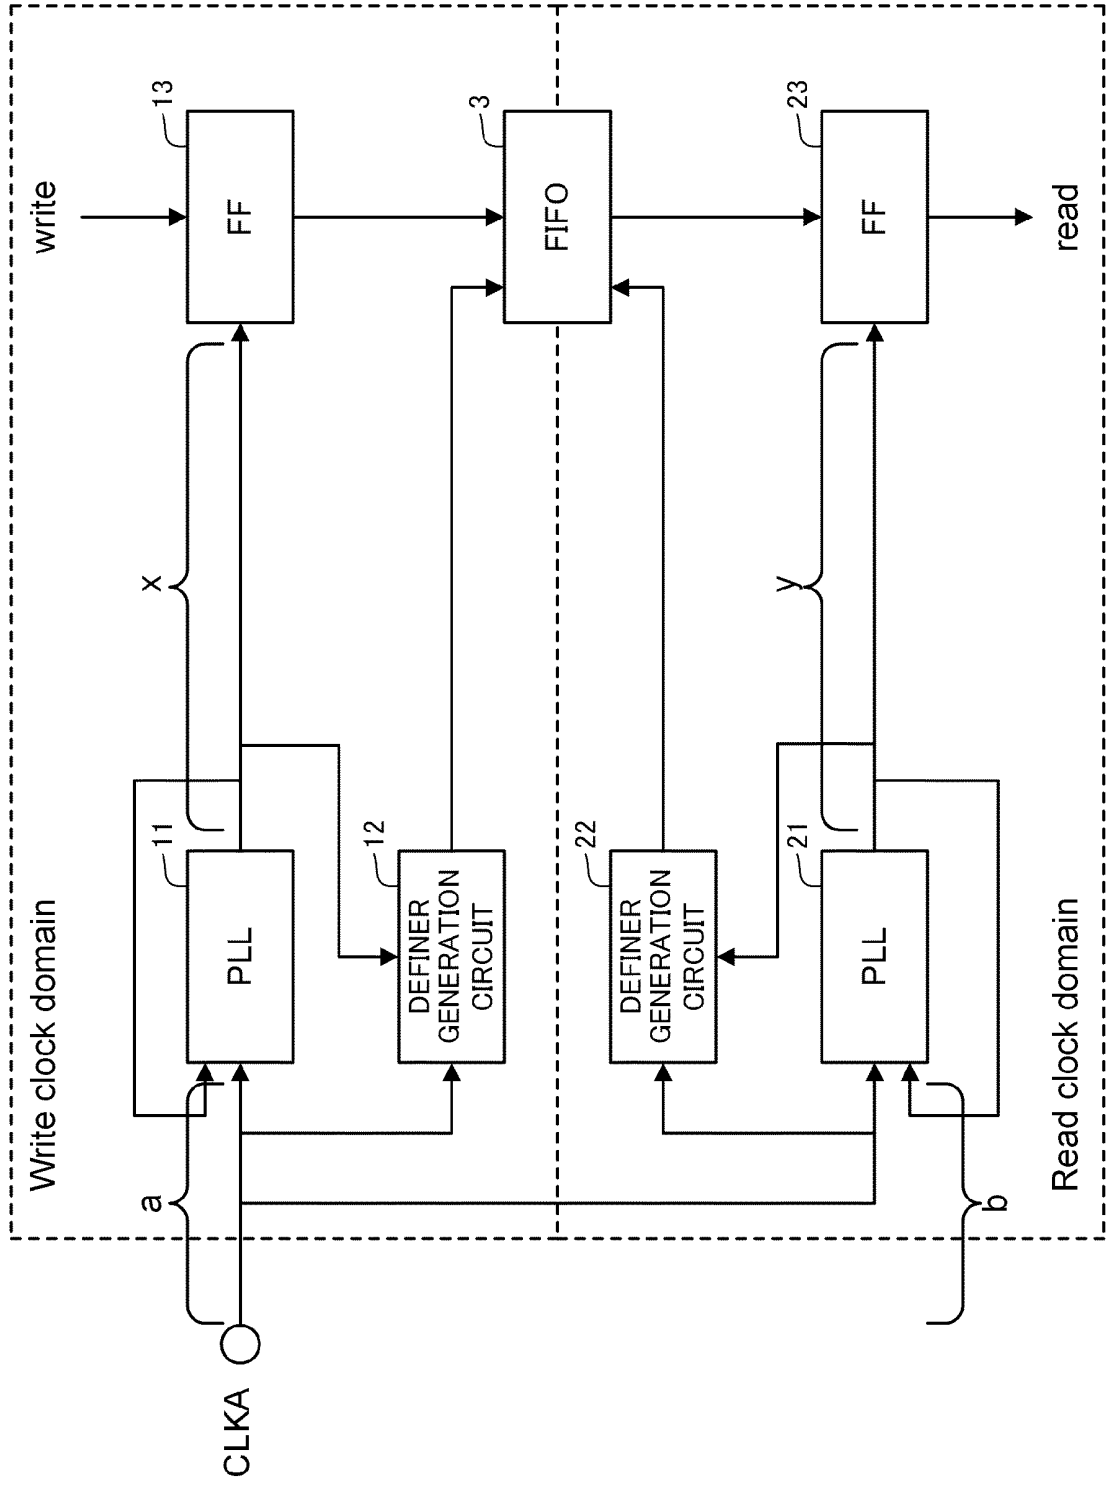 Write clock domain
write
a
x
11
PLL
13
FF
CLKA
12
DEFINER
GENERATION
CIRCUIT
3
FIFO
22
DEFINER
GENERATION
CIRCUIT
y
21
PLL
23
FF
b
Read clock domain
read